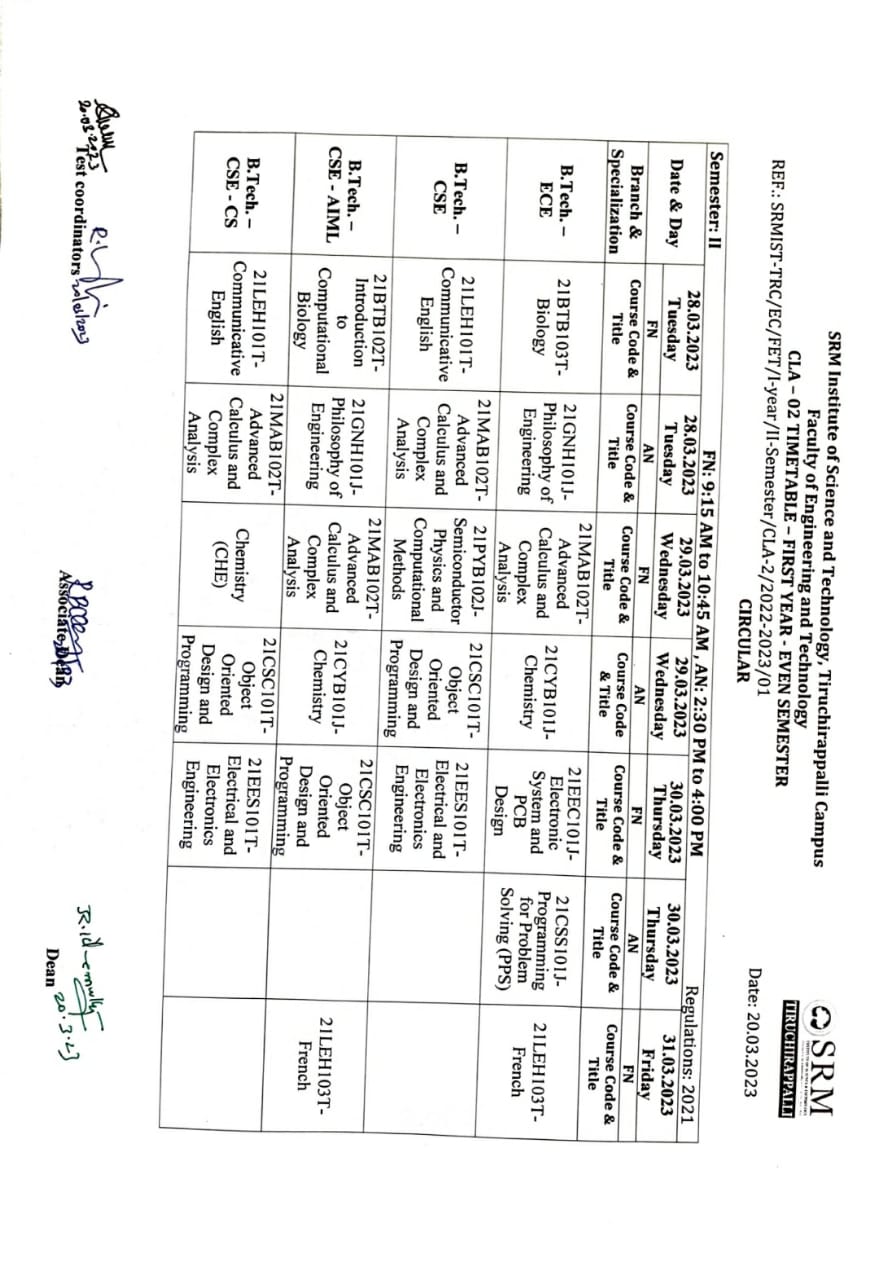 SRM
TIRUCHIRAPPALLI
SRM Institute of Science and Technology, Tiruchirappalli Campus
Faculty of Engineering and Technology
CLA – 02 TIMETABLE – FIRST YEAR - EVEN SEMESTER
REF.: SRMIST-TRC/EC/FET/I-year/II-Semester/CLA-2/2022-2023/01
Date: 20.03.2023
CIRCULAR
Regulations: 2021
Semester: II
FN: 9:15 AM to 10:45 AM , AN: 2:30 PM to 4:00 PM
Date & Day
28.03.2023
Tuesday
28.03.2023
Tuesday
29.03.2023
Wednesday
29.03.2023
Wednesday
30.03.2023
Thursday
30.03.2023
Thursday
31.03.2023
Friday
FN
AN
FN
AN
FN
AN
FN
Branch &
Specialization
Course Code &
Title
Course Code &
Title
Course Code &
Title
Course Code
& Title
Course Code &
Title
Course Code &
Title
Course Code &
Title
B.Tech. –
ECE
21BTB103T-
Biology
21GNH101J-
Philosophy of
Engineering
21MAB102T-
Advanced
Calculus and
Complex
Analysis
21CYB101J-
Chemistry
21EEC101J-
Electronic
System and
PCB
Design
21CSS101J-
Programming
for Problem
Solving (PPS)
21LEH103T-
French
B.Tech. –
CSE
21LEH101T-
Communicative
English
21MAB102T-
Advanced
Calculus and
Complex
Analysis
21PYB102J-
Semiconductor
Physics and
Computational
Methods
21CSC101T-
Object
Oriented
Design and
Programming
21EES101T-
Electrical and
Electronics
Engineering
B.Tech. –
CSE - AIML
21BTB102T-
Introduction
to
Computational
Biology
21GNH101J-
Philosophy of
Engineering
21MAB102T-
Advanced
Calculus and
Complex
Analysis
21CYB101J-
Chemistry
21CSC101T-
Object
Oriented
Design and
Programming
21LEH103T-
French
B.Tech. –
CSE - CS
21LEH101T-
Communicative
English
21MAB102T-
Advanced
Calculus and
Complex
Analysis
Chemistry
(CHE)
21CSC101T-
Object
Oriented
Design and
Programming
21EES101T-
Electrical and
Electronics
Engineering
20.03.2023
Test coordinators
Associate Dean
Dean
20.3.23